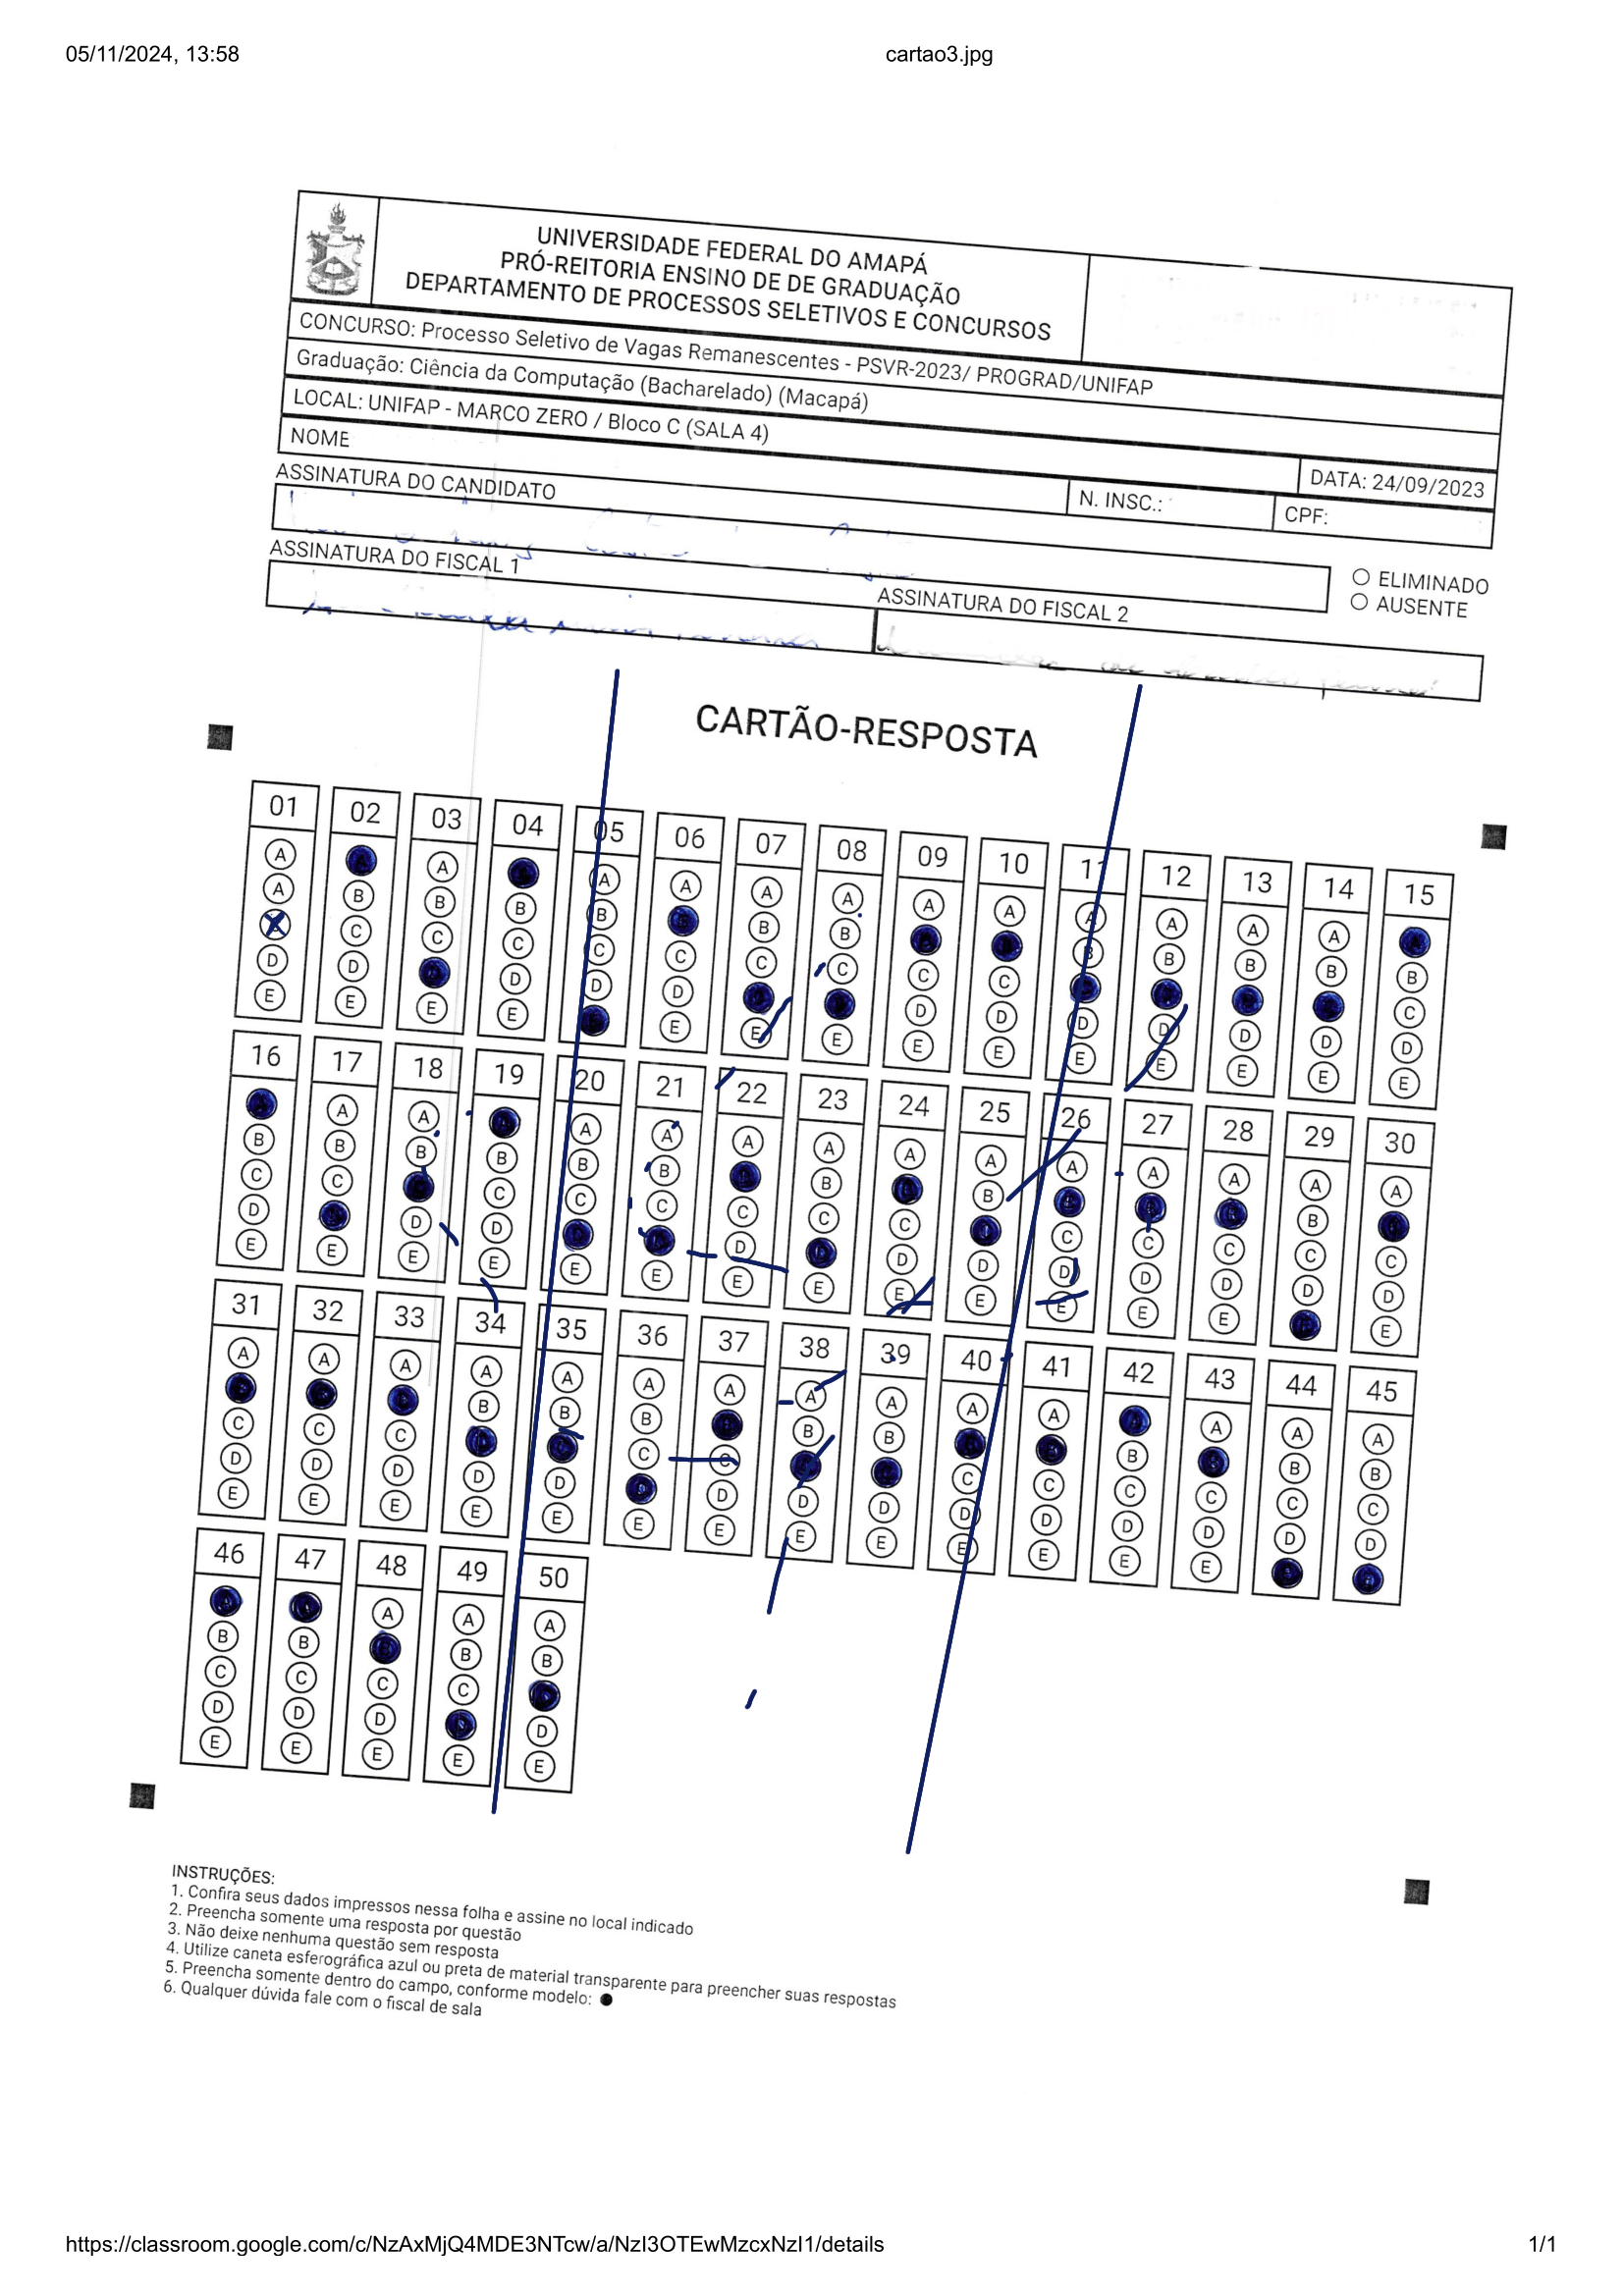 05/11/2024, 13:58
cartao3.jpg
UNIVERSIDADE FEDERAL DO AMAPÁ
PRÓ-REITORIA ENSINO DE DE GRADUAÇÃO
DEPARTAMENTO DE PROCESSOS SELETIVOS E CONCURSOS
CONCURSO: Processo Seletivo de Vagas Remanescentes - PSVR-2023/ PROGRAD/UNIFAP
Graduação: Ciência da Computação (Bacharelado) (Macapá)
LOCAL: UNIFAP - MARCO ZERO / Bloco C (SALA 4)
DATA: 24/09/2023
NOME
N. INSC.:
CPF:
ASSINATURA DO CANDIDATO
ELIMINADO
AUSENTE
ASSINATURA DO FISCAL 1
ASSINATURA DO FISCAL 2
CARTÃO-RESPOSTA
01 02 03 04 05 06 07 08 09 10 11 12 13 14 15
A A A A A A A A A A A A
A B B B B B B B B B B B
C C C C C C C B
D D D D D D D D D D C
E E E E E E E E E E E D
E E E
16 17 18 19 20 21 22 23 24 25 26 27 28 29 30
A A A A A A A A A A A A A
B B B B B B B B B
C C C C C C C C C C C C
D D D D D D D D D D
E E E E E E E E E E E E E E
31 32 33 34 35 36 37 38 39 40 41 42 43 44 45
A A A A A A A A A A A A A A
B B B B B B B B
C C C C C C C C C C C
D D D D D D D D D D D D D D
E E E E E E E E E E E E E
46 47 48 49 50
A A A
B B B B
C C C C
D D D D
E E E E E
INSTRUÇÕES:
1. Confira seus dados impressos nessa folha e assine no local indicado
2. Preencha somente uma resposta por questão
3. Não deixe nenhuma questão sem resposta
4. Utilize caneta esferográfica azul ou preta de material transparente para preencher suas respostas
5. Preencha somente dentro do campo, conforme modelo:
6. Qualquer dúvida fale com o fiscal de sala
https://classroom.google.com/c/NzAxMjQ4MDE3NTcw/a/NzI3OTEwMzcxNzI1/details
1/1